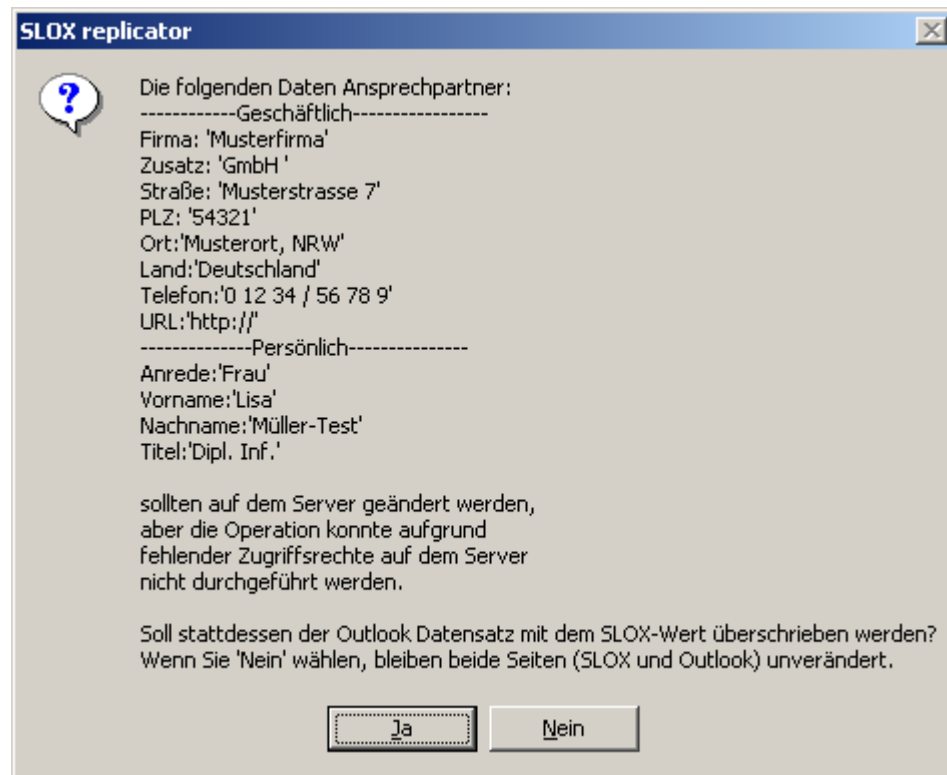 SLOX replicator
Die folgenden Daten Ansprechpartner:
------------Geschäftlich-----------------
Firma: 'Musterfirma'
Zusatz: 'GmbH '
Straße: 'Musterstrasse 7'
PLZ: '54321'
Ort:'Musterort, NRW'
Land:'Deutschland'
Telefon:'0 12 34 / 56 78 9'
URL:'http://'
--------------Persönlich---------------
Anrede:'Frau'
Vorname:'Lisa'
Nachname:'Müller-Test'
Titel:'Dipl. Inf.'
sollten auf dem Server geändert werden,
aber die Operation konnte aufgrund
fehlender Zugriffsrechte auf dem Server
nicht durchgeführt werden.
Soll stattdessen der Outlook Datensatz mit dem SLOX-Wert überschrieben werden?
Wenn Sie 'Nein' wählen, bleiben beide Seiten (SLOX und Outlook) unverändert.
Ja
Nein